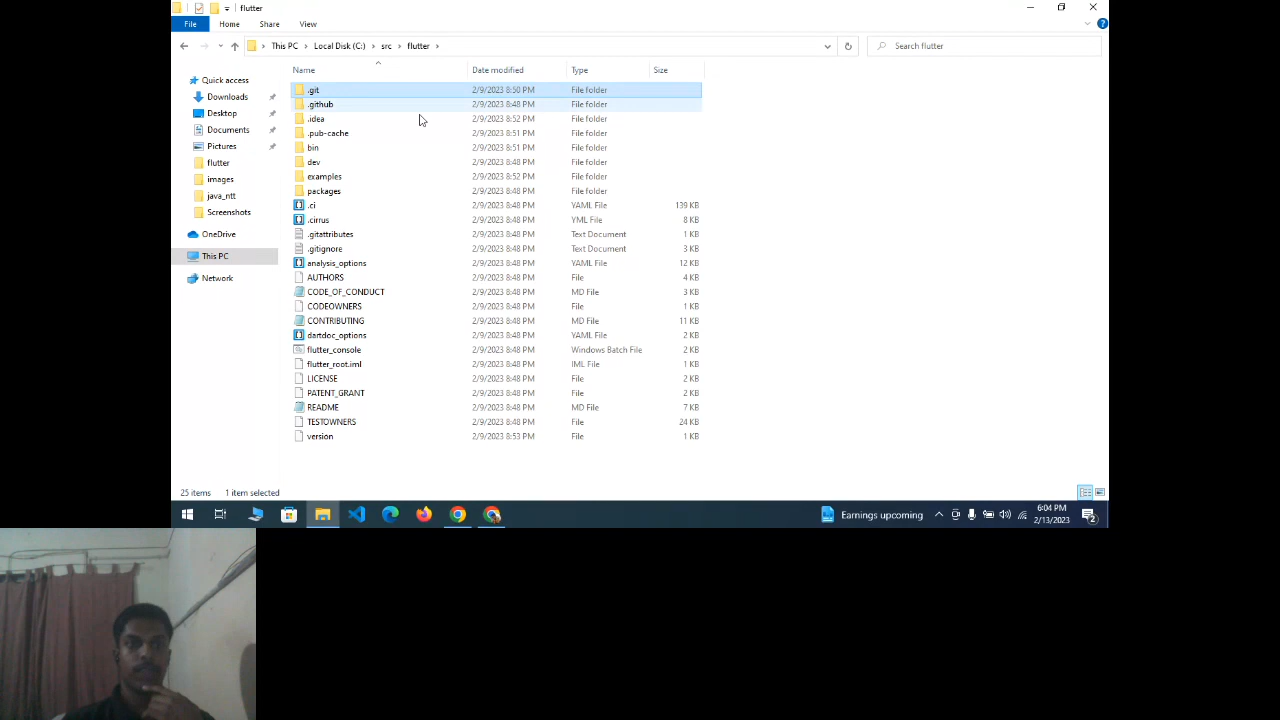 flutter
File Home Share View
This PC Local Disk (C:) src flutter Search flutter
Name Date modified Type Size
Quick access
Downloads
Desktop
Documents
Pictures
flutter
images
java_ntt
Screenshots
OneDrive
This PC
Network
.git 2/9/2023 8:50 PM File folder
.github 2/9/2023 8:48 PM File folder
.idea 2/9/2023 8:52 PM File folder
.pub-cache 2/9/2023 8:51 PM File folder
bin 2/9/2023 8:51 PM File folder
dev 2/9/2023 8:48 PM File folder
examples 2/9/2023 8:52 PM File folder
packages 2/9/2023 8:48 PM File folder
.ci 2/9/2023 8:48 PM YAML File 139 KB
.cirrus 2/9/2023 8:48 PM YML File 8 KB
.gitattributes 2/9/2023 8:48 PM Text Document 1 KB
.gitignore 2/9/2023 8:48 PM Text Document 3 KB
analysis_options 2/9/2023 8:48 PM YAML File 12 KB
AUTHORS 2/9/2023 8:48 PM File 4 KB
CODE_OF_CONDUCT 2/9/2023 8:48 PM MD File 3 KB
CODEOWNERS 2/9/2023 8:48 PM File 1 KB
CONTRIBUTING 2/9/2023 8:48 PM MD File 11 KB
dartdoc_options 2/9/2023 8:48 PM YAML File 2 KB
flutter_console 2/9/2023 8:48 PM Windows Batch File 2 KB
flutter_root.iml 2/9/2023 8:48 PM IML File 1 KB
LICENSE 2/9/2023 8:48 PM File 2 KB
PATENT_GRANT 2/9/2023 8:48 PM File 2 KB
README 2/9/2023 8:48 PM MD File 7 KB
TESTOWNERS 2/9/2023 8:48 PM File 24 KB
version 2/9/2023 8:53 PM File 1 KB
25 items 1 item selected
Earnings upcoming
6:04 PM
2/13/2023
2